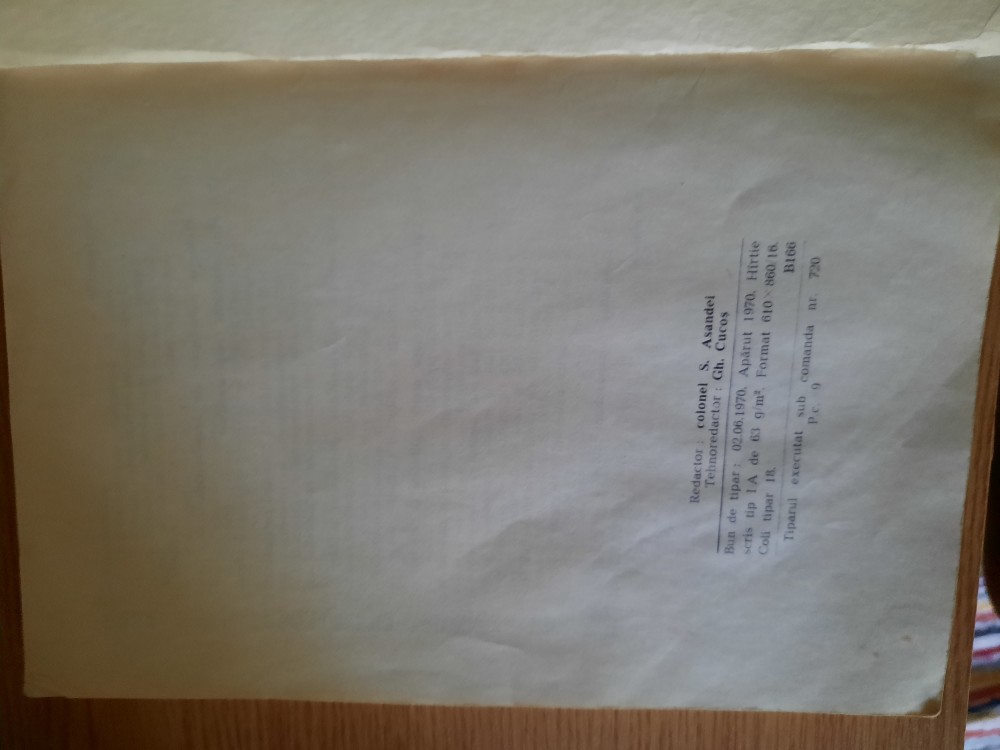 Redactor : colonel S. Asandei
Tehnoredactor : Gh. Cucoș
Bun de tipar : 02.06.1970. Apărut 1970. Hîrtie
scris tip I A de 63 g/m². Format 610×860/16.
Coli tipar 18. B166
Tiparul executat sub comanda nr. 720
P.c. 9